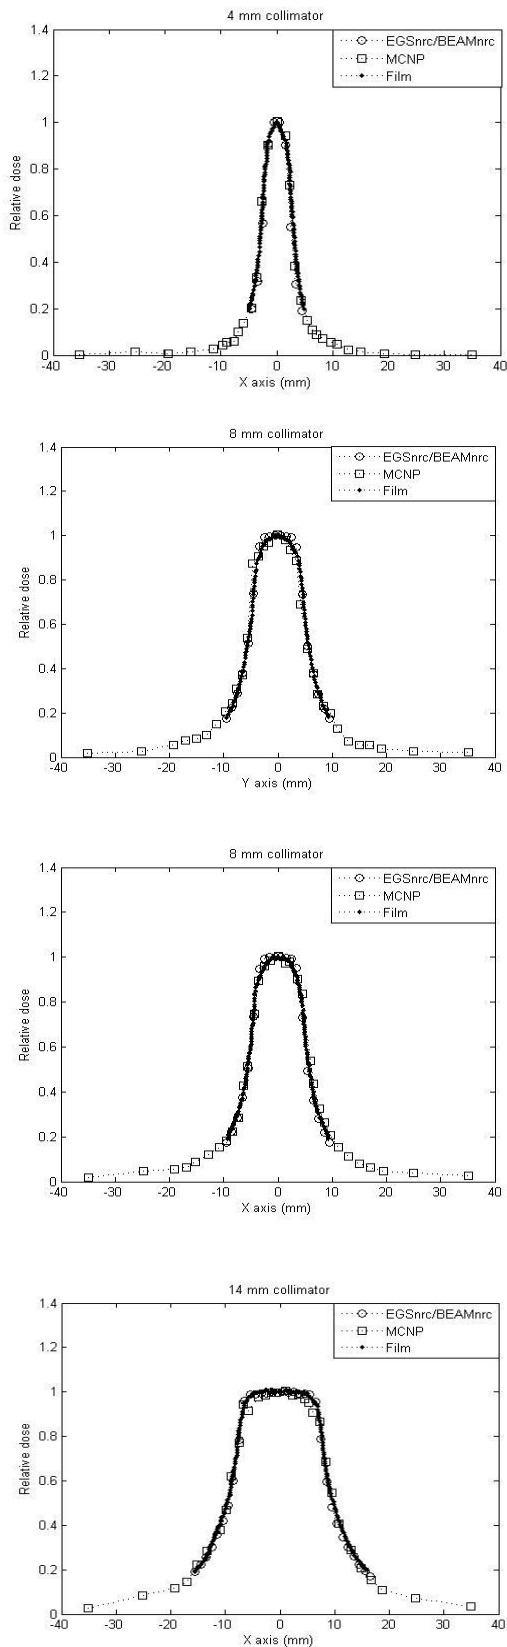 4 mm collimator
1.4
EGSnrc/BEAMnrc
MCNP
Film
1.2
1
0.8
0.6
0.4
0.2
0
Relative dose
-40 -30 -20 -10 0 10 20 30 40
X axis (mm)
8 mm collimator
1.4
EGSnrc/BEAMnrc
MCNP
Film
1.2
1
0.8
0.6
0.4
0.2
0
Relative dose
-40 -30 -20 -10 0 10 20 30 40
Y axis (mm)
8 mm collimator
1.4
EGSnrc/BEAMnrc
MCNP
Film
1.2
1
0.8
0.6
0.4
0.2
0
Relative dose
-40 -30 -20 -10 0 10 20 30 40
X axis (mm)
14 mm collimator
1.4
EGSnrc/BEAMnrc
MCNP
Film
1.2
1
0.8
0.6
0.4
0.2
0
Relative dose
-40 -30 -20 -10 0 10 20 30 40
X axis (mm)